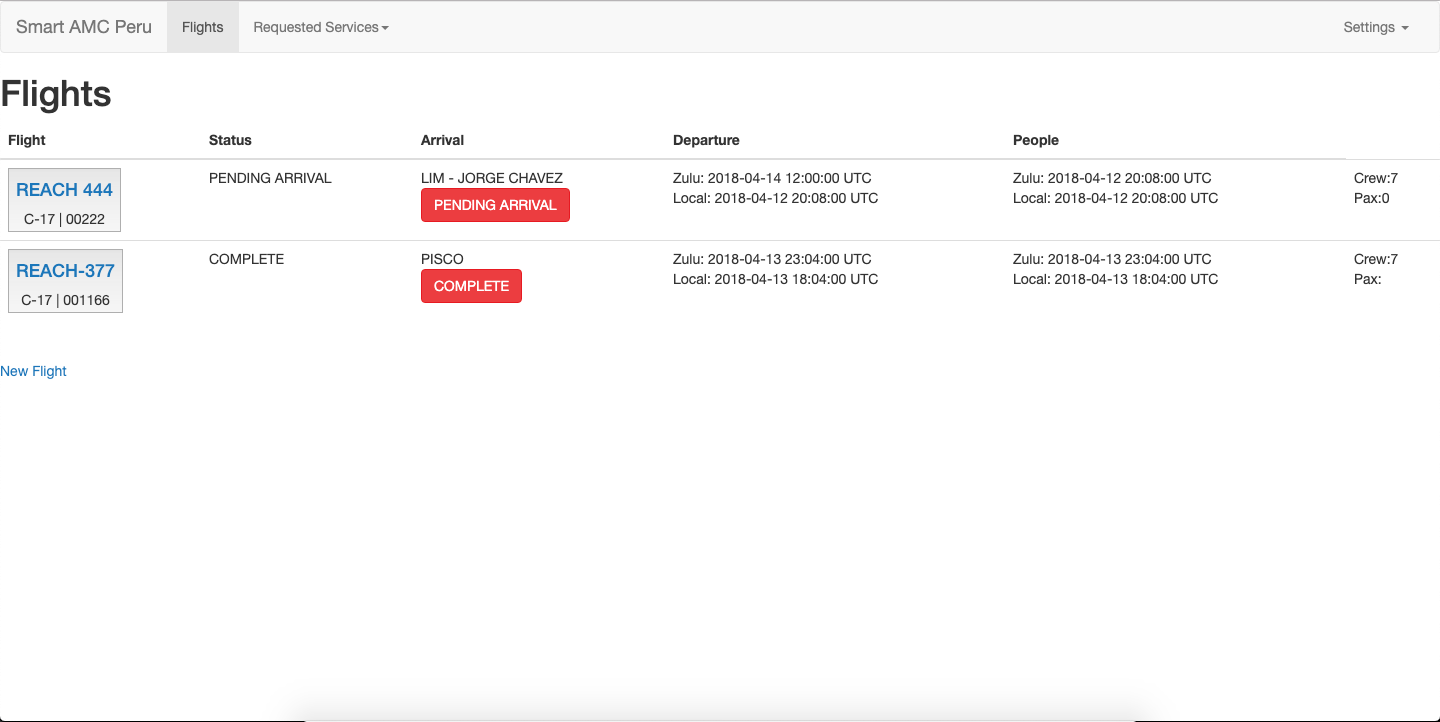 Smart AMC Peru Flights Requested Services Settings
Flights
Flight Status Arrival Departure People
REACH 444 PENDING ARRIVAL LIM - JORGE CHAVEZ Zulu: 2018-04-14 12:00:00 UTC Zulu: 2018-04-12 20:08:00 UTC Crew:7
C-17 | 00222 PENDING ARRIVAL Local: 2018-04-12 20:08:00 UTC Local: 2018-04-12 20:08:00 UTC Pax:0
REACH-377 COMPLETE PISCO Zulu: 2018-04-13 23:04:00 UTC Zulu: 2018-04-13 23:04:00 UTC Crew:7
C-17 | 001166 COMPLETE Local: 2018-04-13 18:04:00 UTC Local: 2018-04-13 18:04:00 UTC Pax:
New Flight